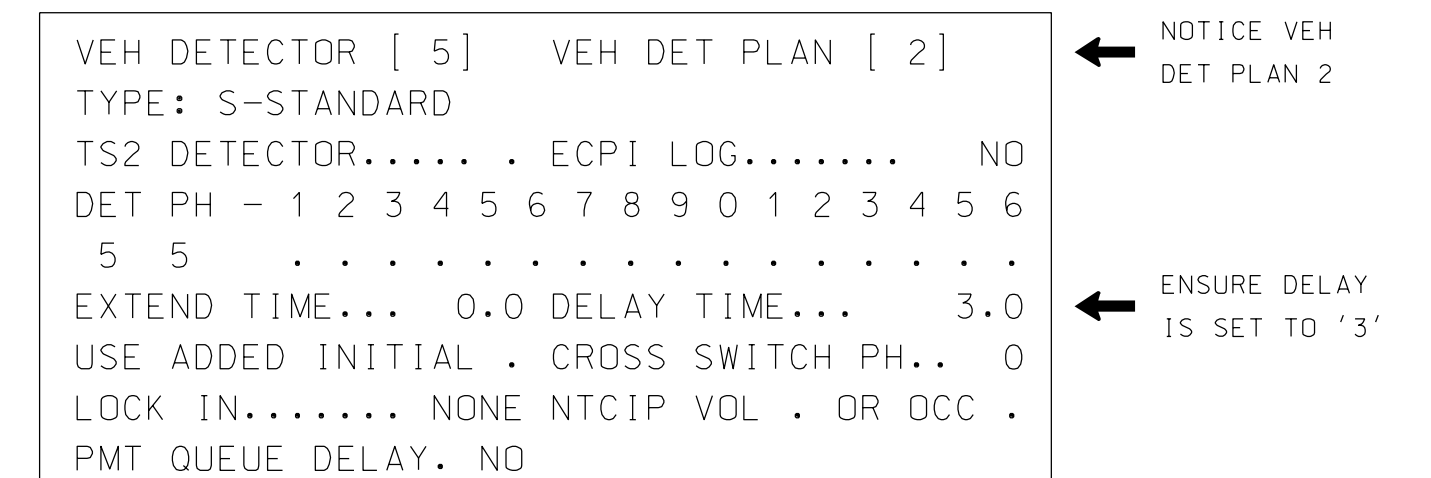 VEH DETECTOR [ 5]   VEH DET PLAN [ 2]
TYPE: S-STANDARD
TS2 DETECTOR..... . ECPI LOG.......   NO
DET PH - 1 2 3 4 5 6 7 8 9 0 1 2 3 4 5 6
5  5   . . . . . . . . . . . . . . . .
EXTEND TIME...  0.0 DELAY TIME...   3.0
USE ADDED INITIAL . CROSS SWITCH PH..  0
LOCK IN....... NONE NTCIP VOL . OR OCC .
PMT QUEUE DELAY. NO
NOTICE VEH
DET PLAN 2
ENSURE DELAY
IS SET TO '3'